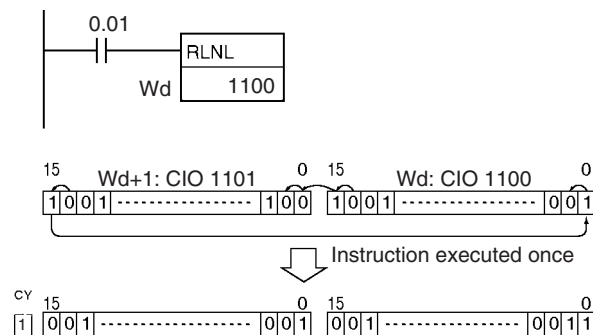 0.01
RLNL
Wd 1100
15 Wd+1: CIO 1101 0 15 Wd: CIO 1100 0
1 0 0 1 1 0 0 1 0 0 1 0 0 1
Instruction executed once
CY 15 0 15 0
1 0 0 1 0 0 1 0 0 1 0 0 1 1